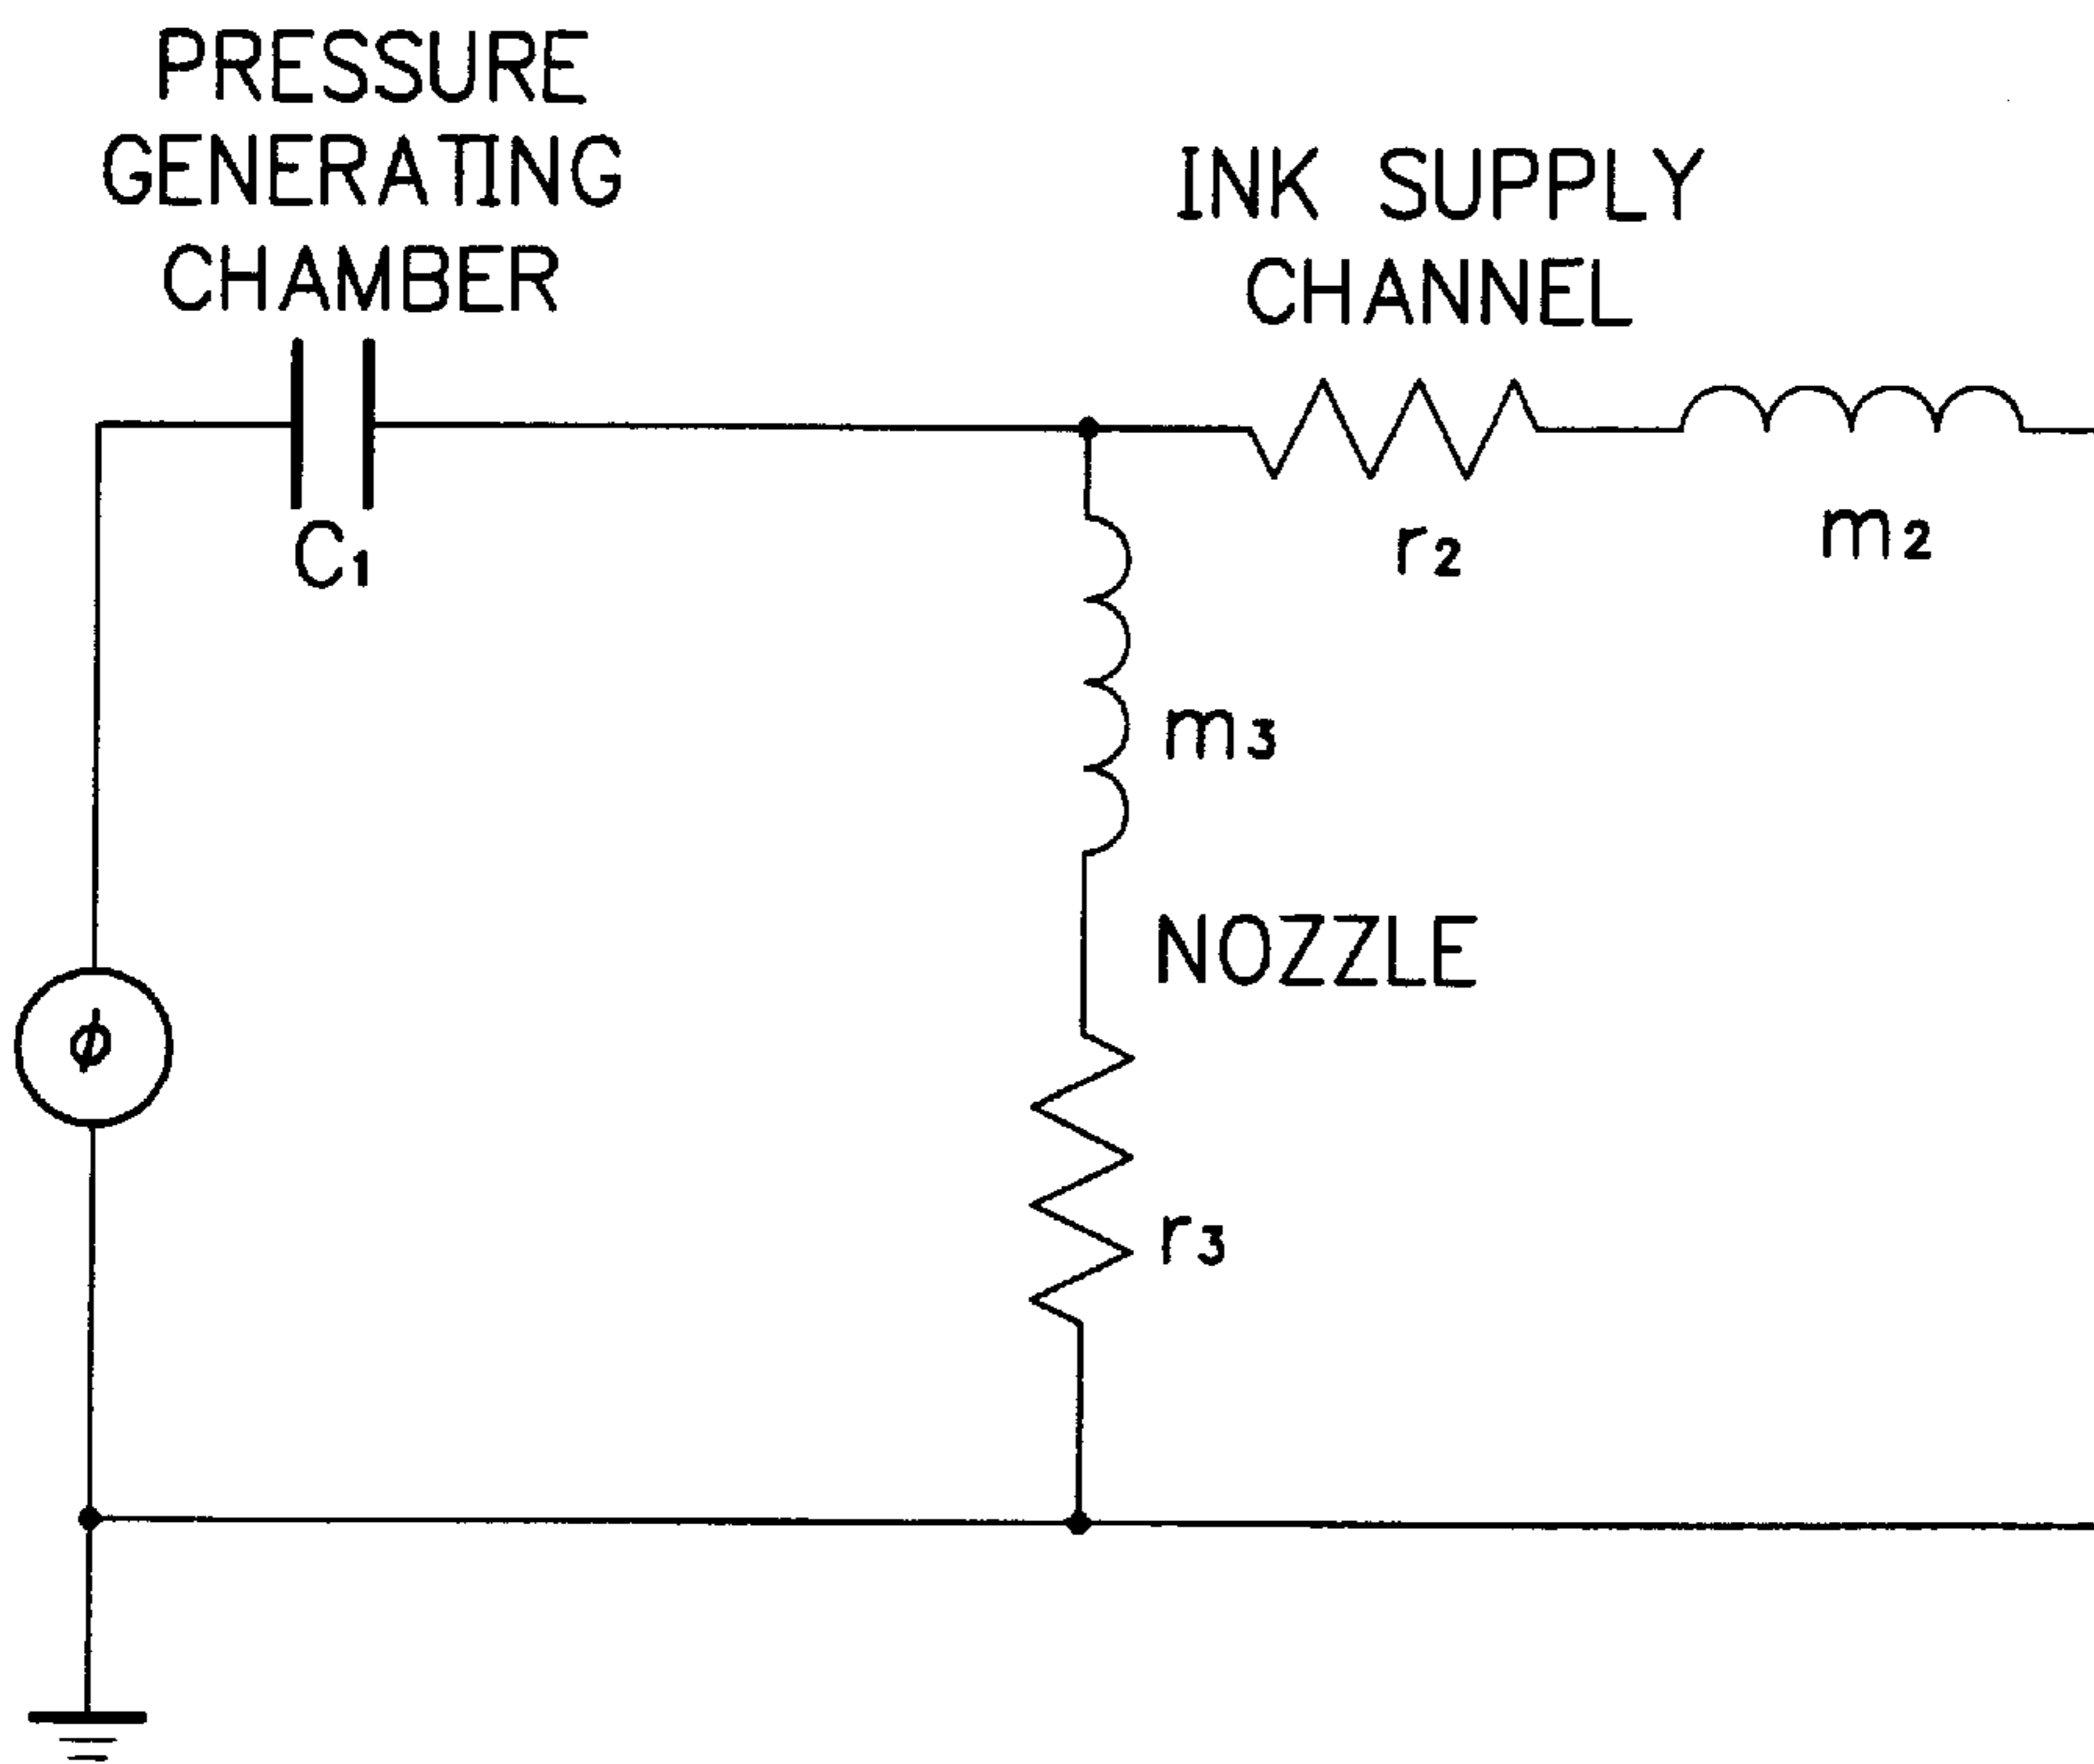 PRESSURE
GENERATING
CHAMBER
INK SUPPLY
CHANNEL
C1
r2
m2
m3
NOZZLE
φ
r3